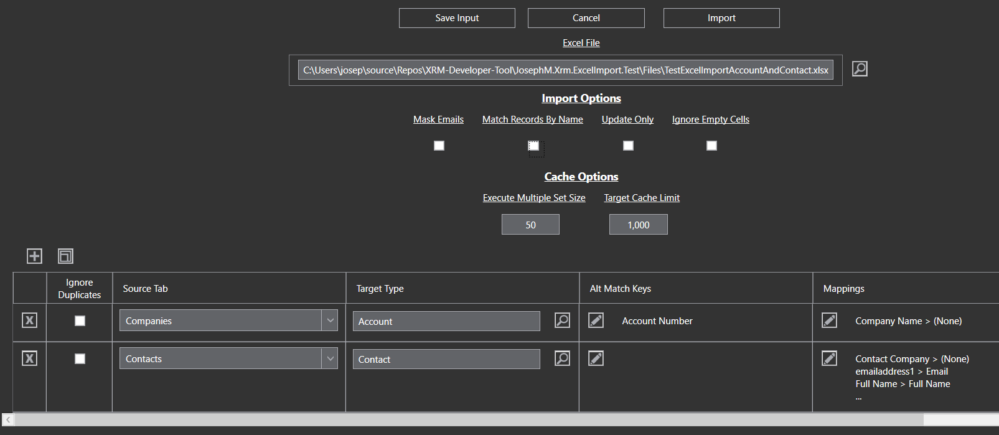 Save Input Cancel Import
Excel File
C:\Users\josep\source\Repos\XRM-Developer-Tool\JosephM.Xrm.ExcelImport.Test\Files\TestExcelImportAccountAndContact.xlsx
Import Options
Mask Emails Match Records By Name Update Only Ignore Empty Cells
Cache Options
Execute Multiple Set Size Target Cache Limit
50 1,000
Ignore
Duplicates
Source Tab Target Type Alt Match Keys Mappings
X Companies Account Account Number Company Name > (None)
X Contacts Contact Contact Company > (None)
emailaddress1 > Email
Full Name > Full Name
...